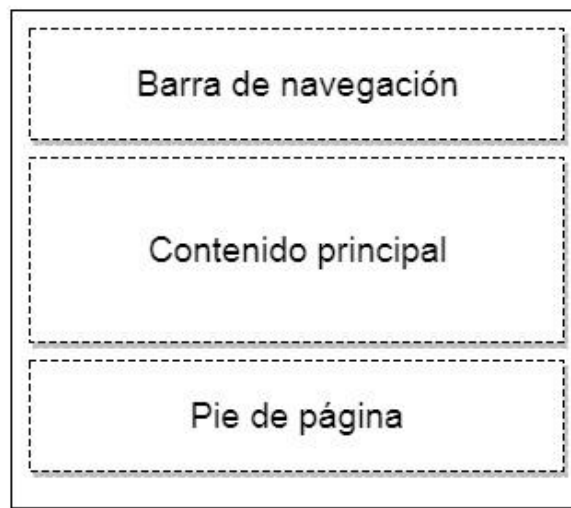 Barra de navegación
Contenido principal
Pie de página